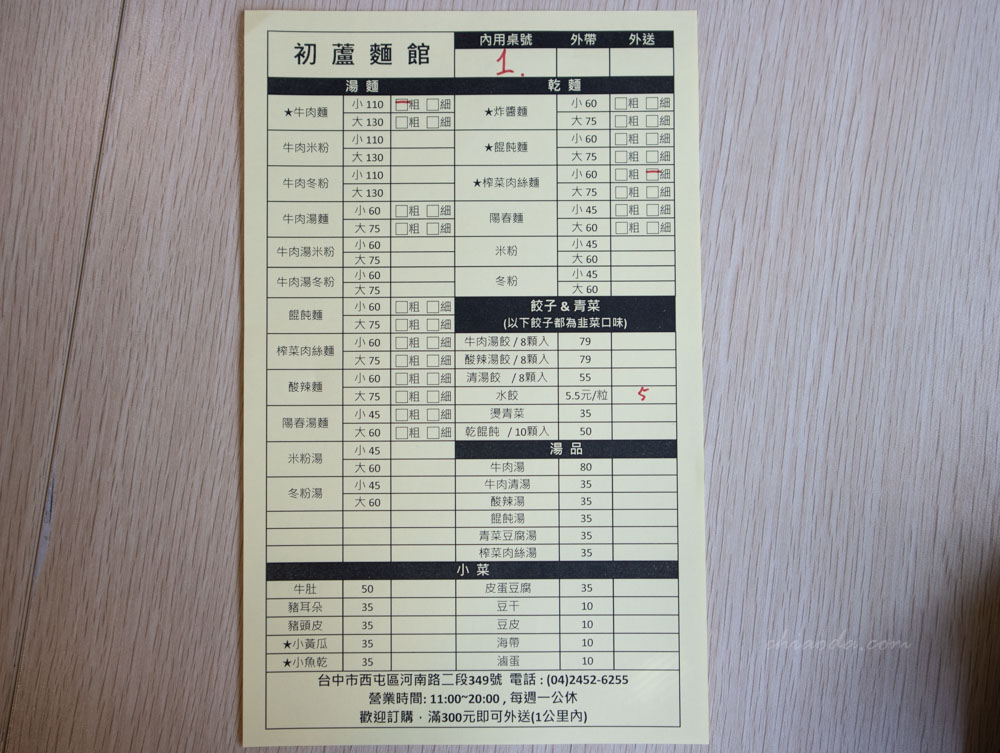 初蘆麵館 內用桌號 外帶 外送
1.
湯麵 乾麵
★牛肉麵 小 110 □粗 □細 ★炸醬麵 小 60 □粗 □細
大 130 □粗 □細 大 75 □粗 □細
牛肉米粉 小 110 ★餛飩麵 小 60 □粗 □細
大 130 大 75 □粗 □細
牛肉冬粉 小 110 ★榨菜肉絲麵 小 60 □粗 □細
大 130 大 75 □粗 □細
牛肉湯麵 小 60 □粗 □細 陽春麵 小 45 □粗 □細
大 75 □粗 □細 大 60 □粗 □細
牛肉湯米粉 小 60 米粉 小 45
大 75 大 60
牛肉湯冬粉 小 60 冬粉 小 45
大 75 大 60
餛飩麵 小 60 □粗 □細 餃子 & 青菜
大 75 □粗 □細 (以下餃子都為韭菜口味)
榨菜肉絲麵 小 60 □粗 □細 牛肉湯餃 / 8顆入 79
大 75 □粗 □細 酸辣湯餃 / 8顆入 79
酸辣麵 小 60 □粗 □細 清湯餃 / 8顆入 55
大 75 □粗 □細 水餃 5.5元/粒 5
陽春湯麵 小 45 □粗 □細 燙青菜 35
大 60 □粗 □細 乾餛飩 / 10顆入 50
米粉湯 小 45 湯品
大 60 牛肉湯 80
冬粉湯 小 45 牛肉清湯 35
大 60 酸辣湯 35
餛飩湯 35
青菜豆腐湯 35
榨菜肉絲湯 35
小菜
牛肚 50 皮蛋豆腐 35
豬耳朵 35 豆干 10
豬頭皮 35 豆皮 10
★小黃瓜 35 海帶 10
★小魚乾 35 滷蛋 10
台中市西屯區河南路二段349號 電話 : (04)2452-6255
營業時間: 11:00~20:00 , 每週一公休
歡迎訂購，滿300元即可外送(1公里內)
chiaoda.com